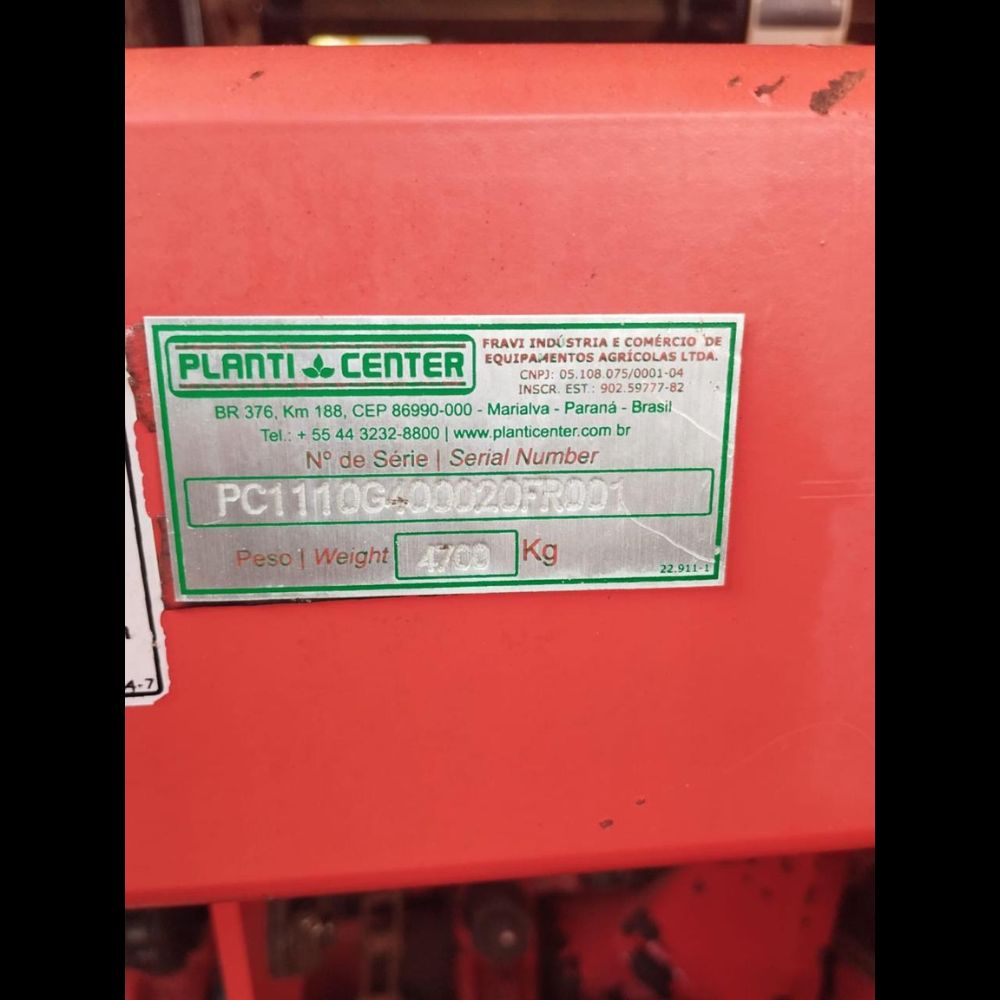 PLANTI CENTER
FRAVI INDÚSTRIA E COMÉRCIO DE
EQUIPAMENTOS AGRÍCOLAS LTDA.
CNPJ: 05.108.075/0001-04
INSCR. EST.: 902.59777-82
BR 376, Km 188, CEP 86990-000 - Marialva - Paraná - Brasil
Tel.: + 55 44 3232-8800 | www.planticenter.com.br
Nº de Série | Serial Number
PC1110G400020FR001
Peso | Weight 4700 Kg
22.911-1